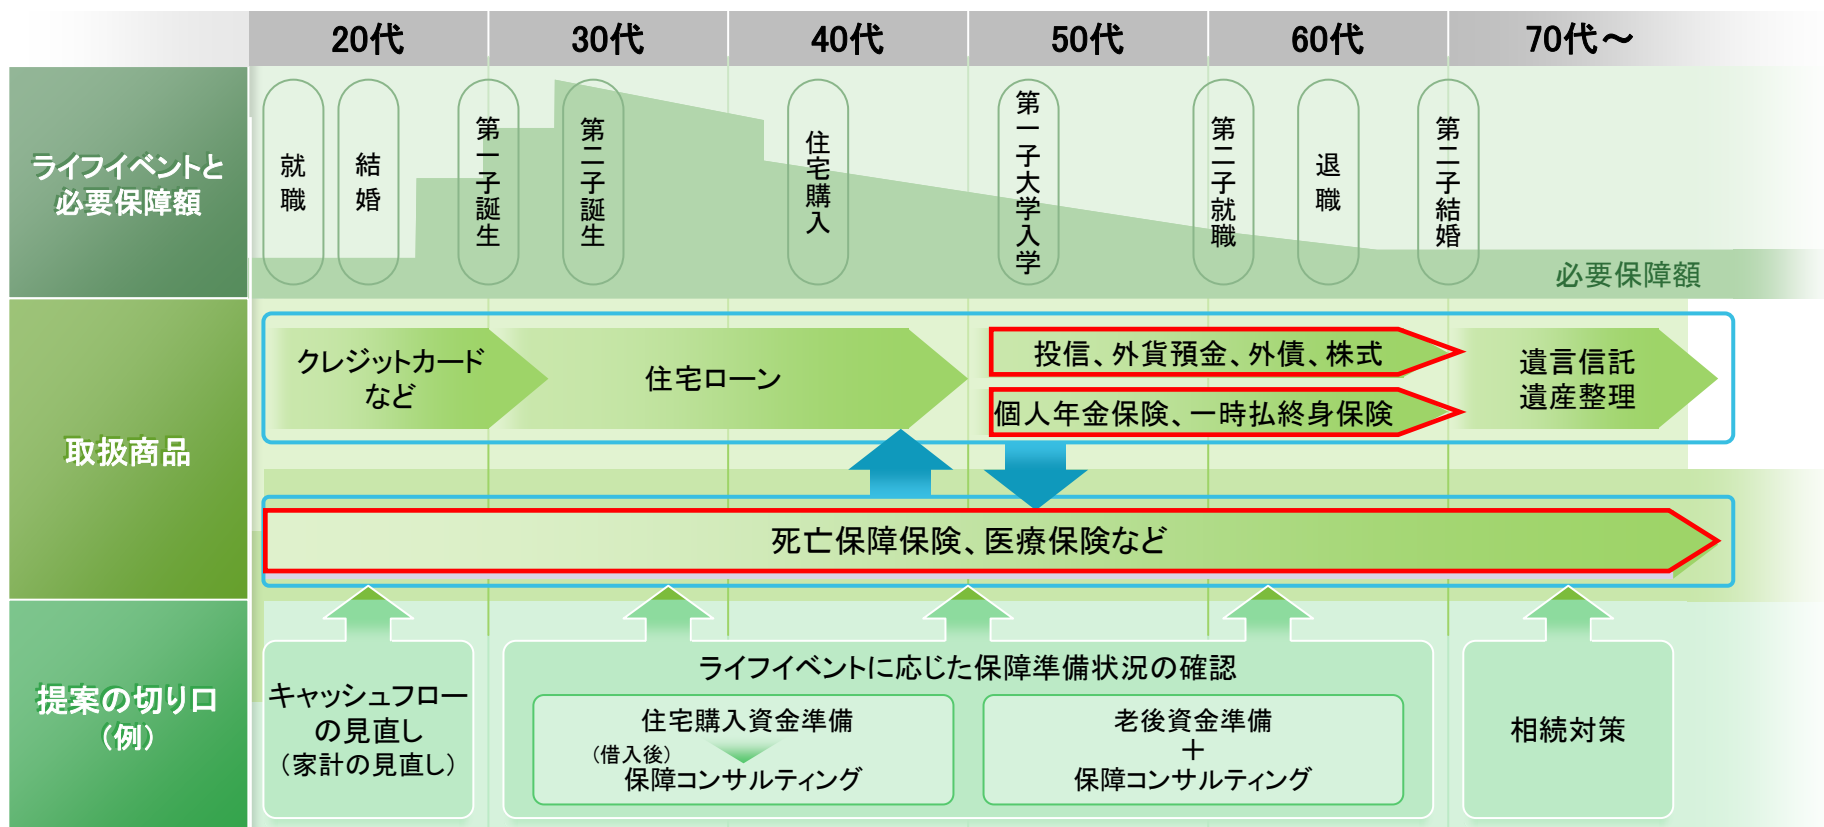 20代
30代
40代
50代
60代
70代～
ライフイベントと
必要保障額
就職
結婚
第一子誕生
第二子誕生
住宅購入
第一子大学入学
第二子就職
退職
第二子結婚
必要保障額
取扱商品
クレジットカード
など
住宅ローン
投信、外貨預金、外債、株式
個人年金保険、一時払終身保険
遺言信託
遺産整理
死亡保障保険、医療保険など
提案の切り口
（例）
キャッシュフロー
の見直し
（家計の見直し）
ライフイベントに応じた保障準備状況の確認
住宅購入資金準備
（借入後）
保障コンサルティング
老後資金準備
＋
保障コンサルティング
相続対策